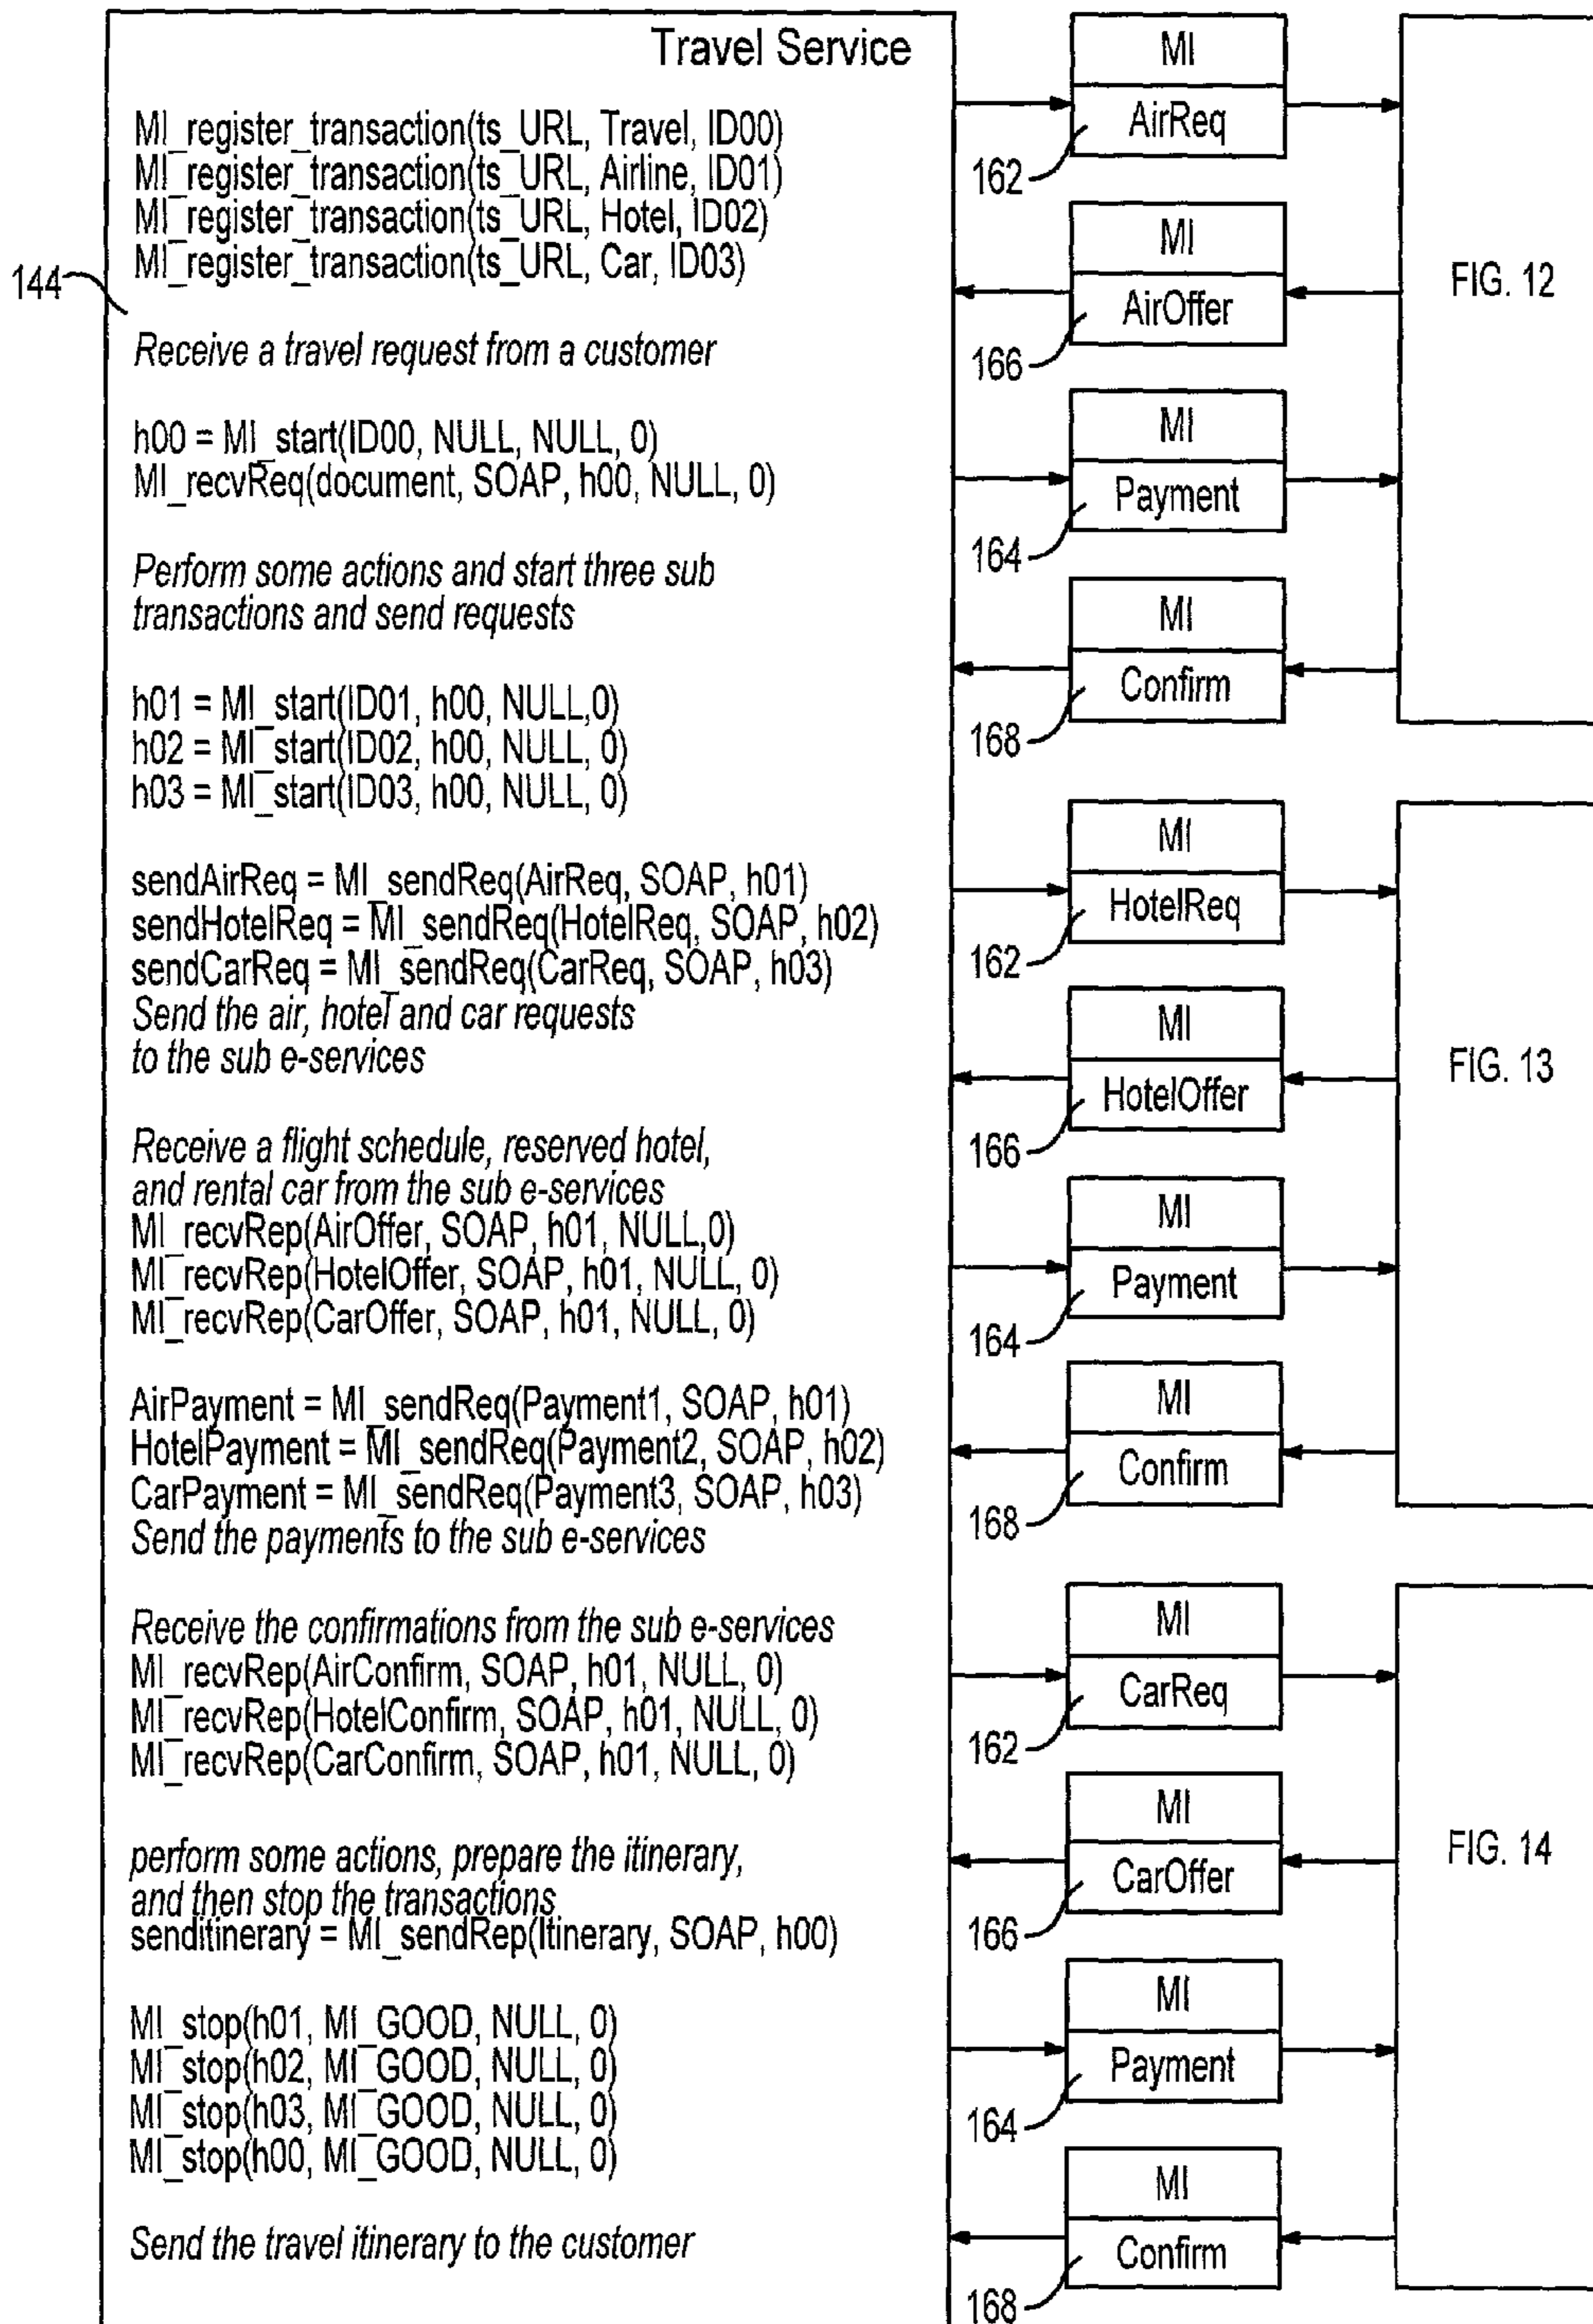 Travel Service
MI_register_transaction(ts_URL, Travel, ID00)
MI_register_transaction(ts_URL, Airline, ID01)
MI_register_transaction(ts_URL, Hotel, ID02)
MI_register_transaction(ts_URL, Car, ID03)
144
Receive a travel request from a customer
h00 = MI_start(ID00, NULL, NULL, 0)
MI_recvReq(document, SOAP, h00, NULL, 0)
Perform some actions and start three sub
transactions and send requests
h01 = MI_start(ID01, h00, NULL,0)
h02 = MI_start(ID02, h00, NULL, 0)
h03 = MI_start(ID03, h00, NULL, 0)
sendAirReq = MI_sendReq(AirReq, SOAP, h01)
sendHotelReq = MI_sendReq(HotelReq, SOAP, h02)
sendCarReq = MI_sendReq(CarReq, SOAP, h03)
Send the air, hotel and car requests
to the sub e-services
Receive a flight schedule, reserved hotel,
and rental car from the sub e-services
MI_recvRep(AirOffer, SOAP, h01, NULL,0)
MI_recvRep(HotelOffer, SOAP, h01, NULL, 0)
MI_recvRep(CarOffer, SOAP, h01, NULL, 0)
AirPayment = MI_sendReq(Payment1, SOAP, h01)
HotelPayment = MI_sendReq(Payment2, SOAP, h02)
CarPayment = MI_sendReq(Payment3, SOAP, h03)
Send the payments to the sub e-services
Receive the confirmations from the sub e-services
MI_recvRep(AirConfirm, SOAP, h01, NULL, 0)
MI_recvRep(HotelConfirm, SOAP, h01, NULL, 0)
MI_recvRep(CarConfirm, SOAP, h01, NULL, 0)
perform some actions, prepare the itinerary,
and then stop the transactions
senditinerary = MI_sendRep(Itinerary, SOAP, h00)
MI_stop(h01, MI_GOOD, NULL, 0)
MI_stop(h02, MI_GOOD, NULL, 0)
MI_stop(h03, MI_GOOD, NULL, 0)
MI_stop(h00, MI_GOOD, NULL, 0)
Send the travel itinerary to the customer
MI
AirReq
162
MI
AirOffer
166
MI
Payment
164
MI
Confirm
168
FIG. 12
MI
HotelReq
162
MI
HotelOffer
166
MI
Payment
164
MI
Confirm
168
FIG. 13
MI
CarReq
162
MI
CarOffer
166
MI
Payment
164
MI
Confirm
168
FIG. 14